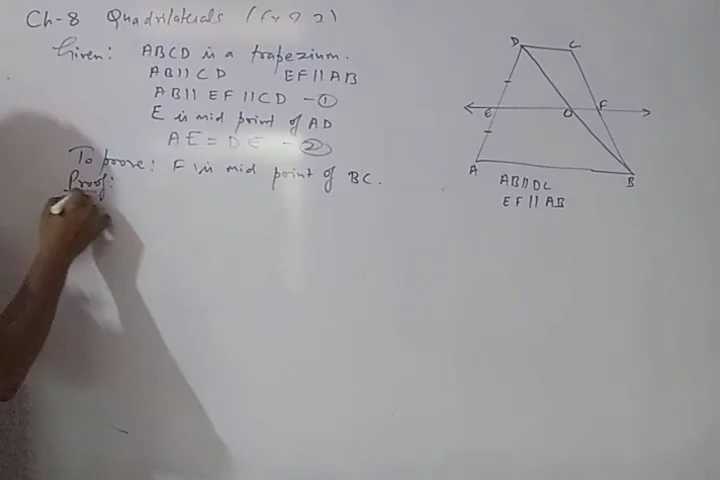 Ch-8 Quadrilaterals
Given: ABCD is a trapezium.
AB || CD EF || AB
AB || EF || CD - ①
E is mid point of AD
AE = DE - ②
To prove: F is mid point of BC.
Proof:
D C
E O F
A B
AB || DC
EF || AB